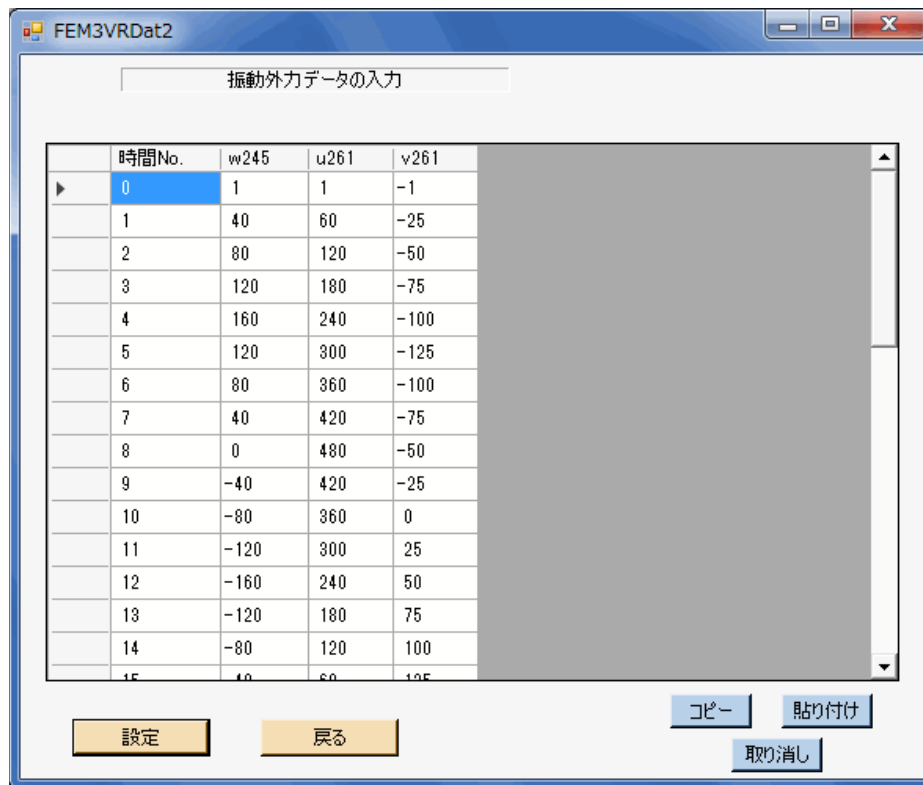 FEM3VRDat2
振動外力データの入力
時間No. w245 u261 v261
0 1 1 -1
1 40 60 -25
2 80 120 -50
3 120 180 -75
4 160 240 -100
5 120 300 -125
6 80 360 -100
7 40 420 -75
8 0 480 -50
9 -40 420 -25
10 -80 360 0
11 -120 300 25
12 -160 240 50
13 -120 180 75
14 -80 120 100
15 -40 60 125
コピー 貼り付け
設定 戻る
取り消し